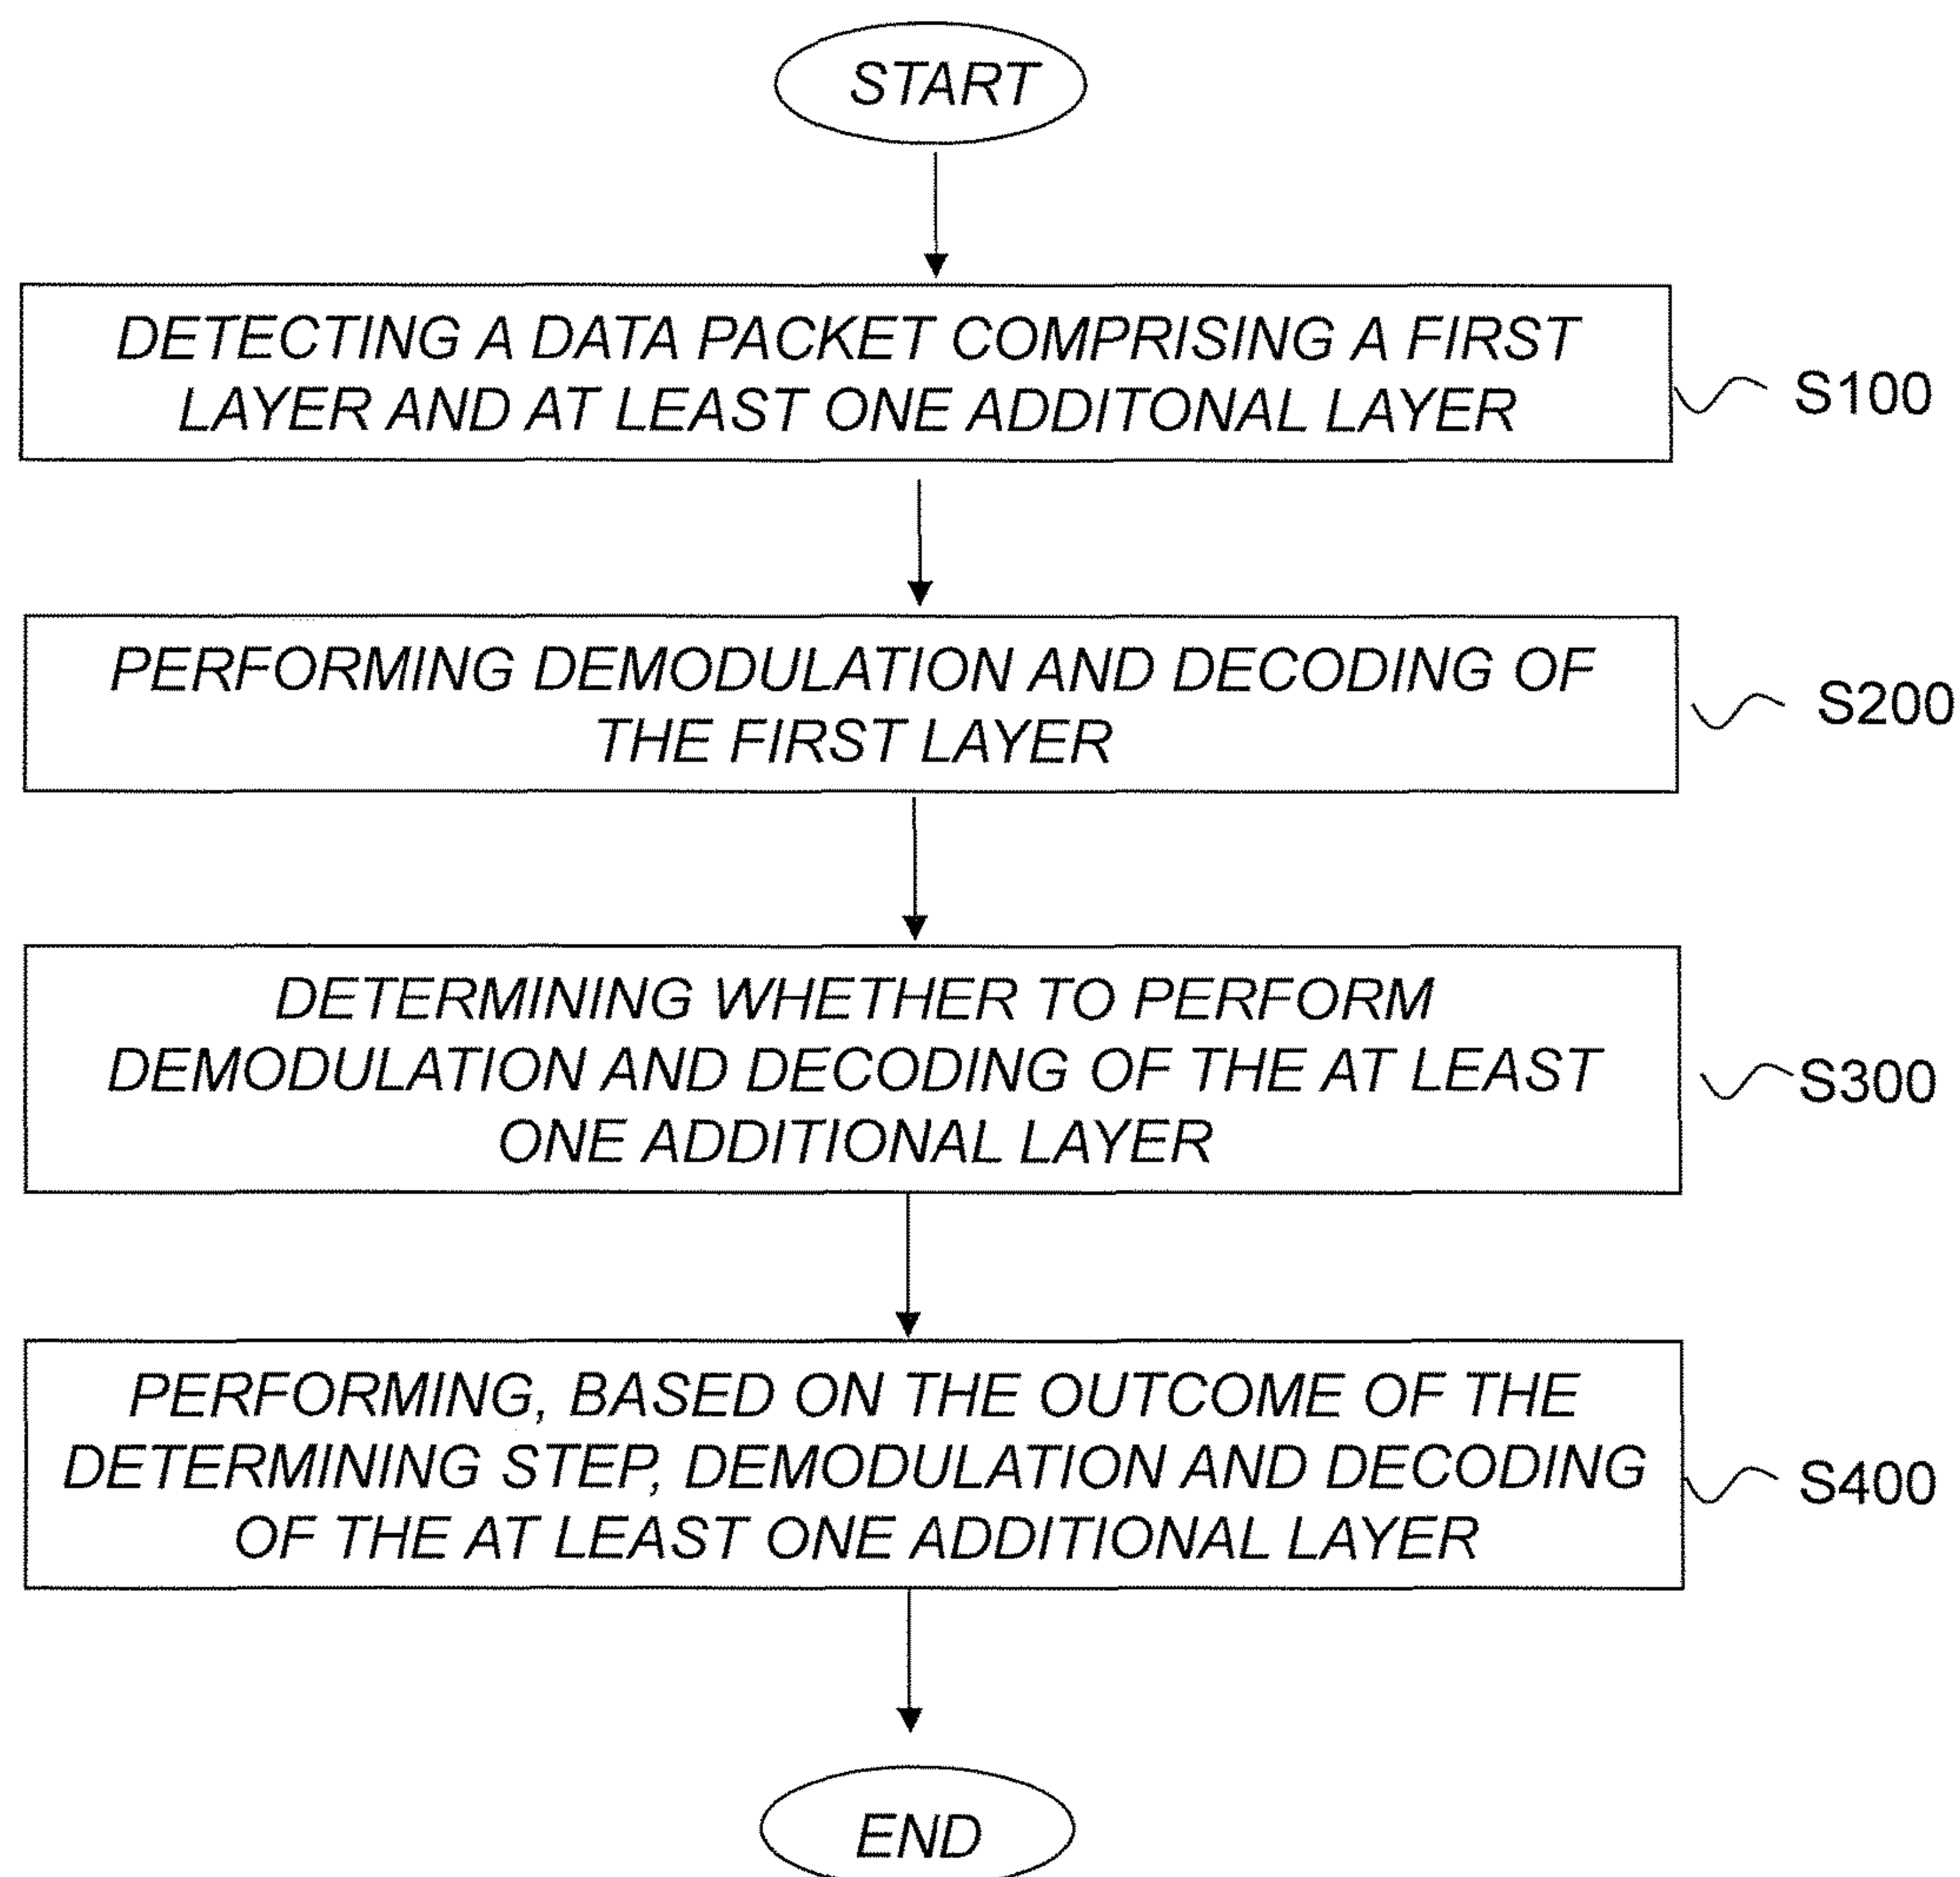 START
DETECTING A DATA PACKET COMPRISING A FIRST
LAYER AND AT LEAST ONE ADDITONAL LAYER
S100
PERFORMING DEMODULATION AND DECODING OF
THE FIRST LAYER
S200
DETERMINING WHETHER TO PERFORM
DEMODULATION AND DECODING OF THE AT LEAST
ONE ADDITIONAL LAYER
S300
PERFORMING, BASED ON THE OUTCOME OF THE
DETERMINING STEP, DEMODULATION AND DECODING
OF THE AT LEAST ONE ADDITIONAL LAYER
S400
END